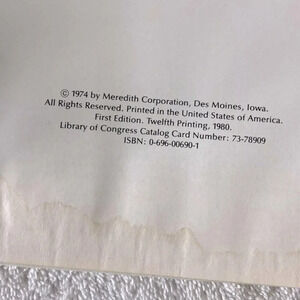 © 1974 by Meredith Corporation, Des Moines, Iowa.
All Rights Reserved. Printed in the United States of America.
First Edition. Twelfth Printing, 1980.
Library of Congress Catalog Card Number: 73-78909
ISBN: 0-696-00690-1